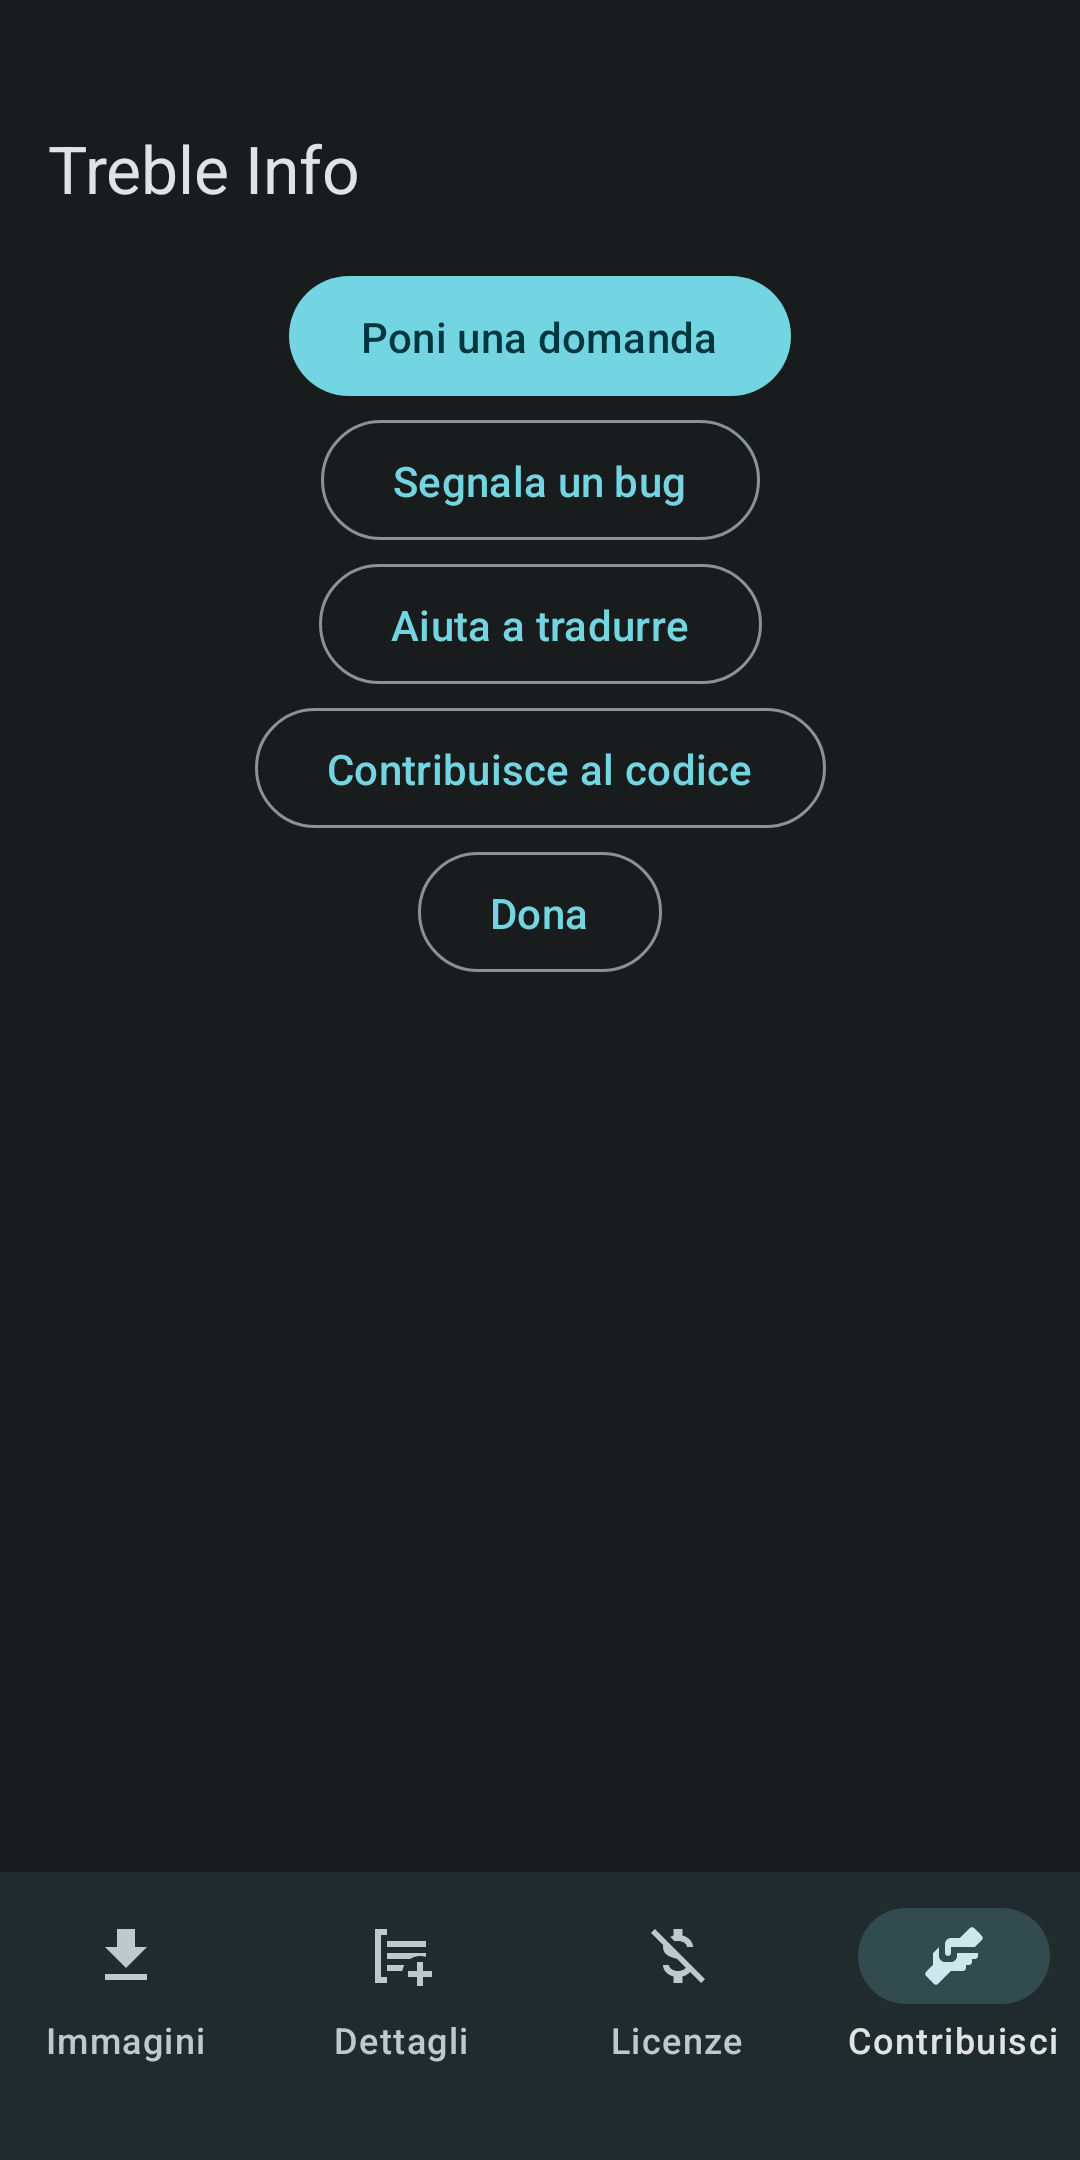 Treble Info
Poni una domanda
Segnala un bug
Aiuta a tradurre
Contribuisce al codice
Dona
Immagini
Dettagli
Licenze
Contribuisci